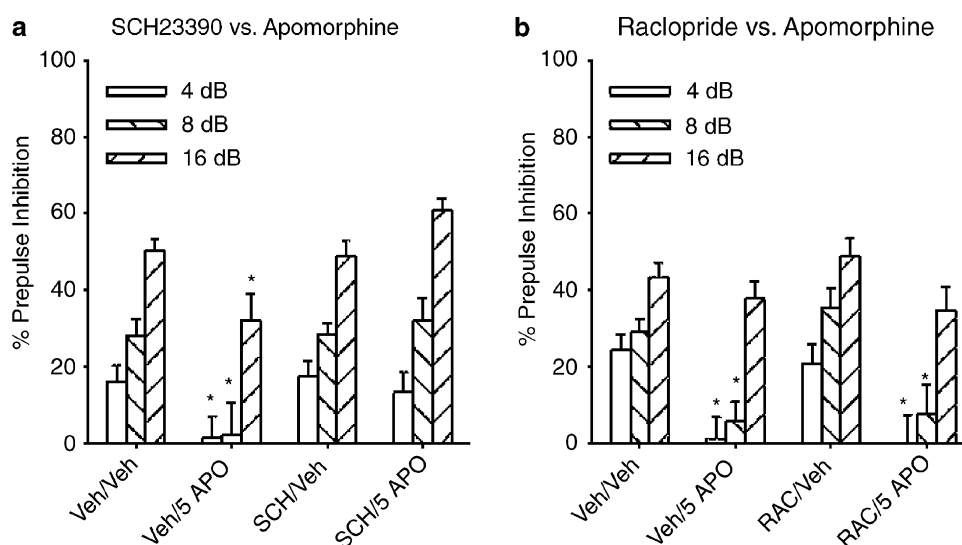 a SCH23390 vs. Apomorphine
100
80
60
40
20
0
% Prepulse Inhibition
4 dB
8 dB
16 dB
*
*
*
Veh/Veh
Veh/5 APO
SCH/Veh
SCH/5 APO
b Raclopride vs. Apomorphine
100
80
60
40
20
0
% Prepulse Inhibition
4 dB
8 dB
16 dB
*
*
*
*
Veh/Veh
Veh/5 APO
RAC/Veh
RAC/5 APO